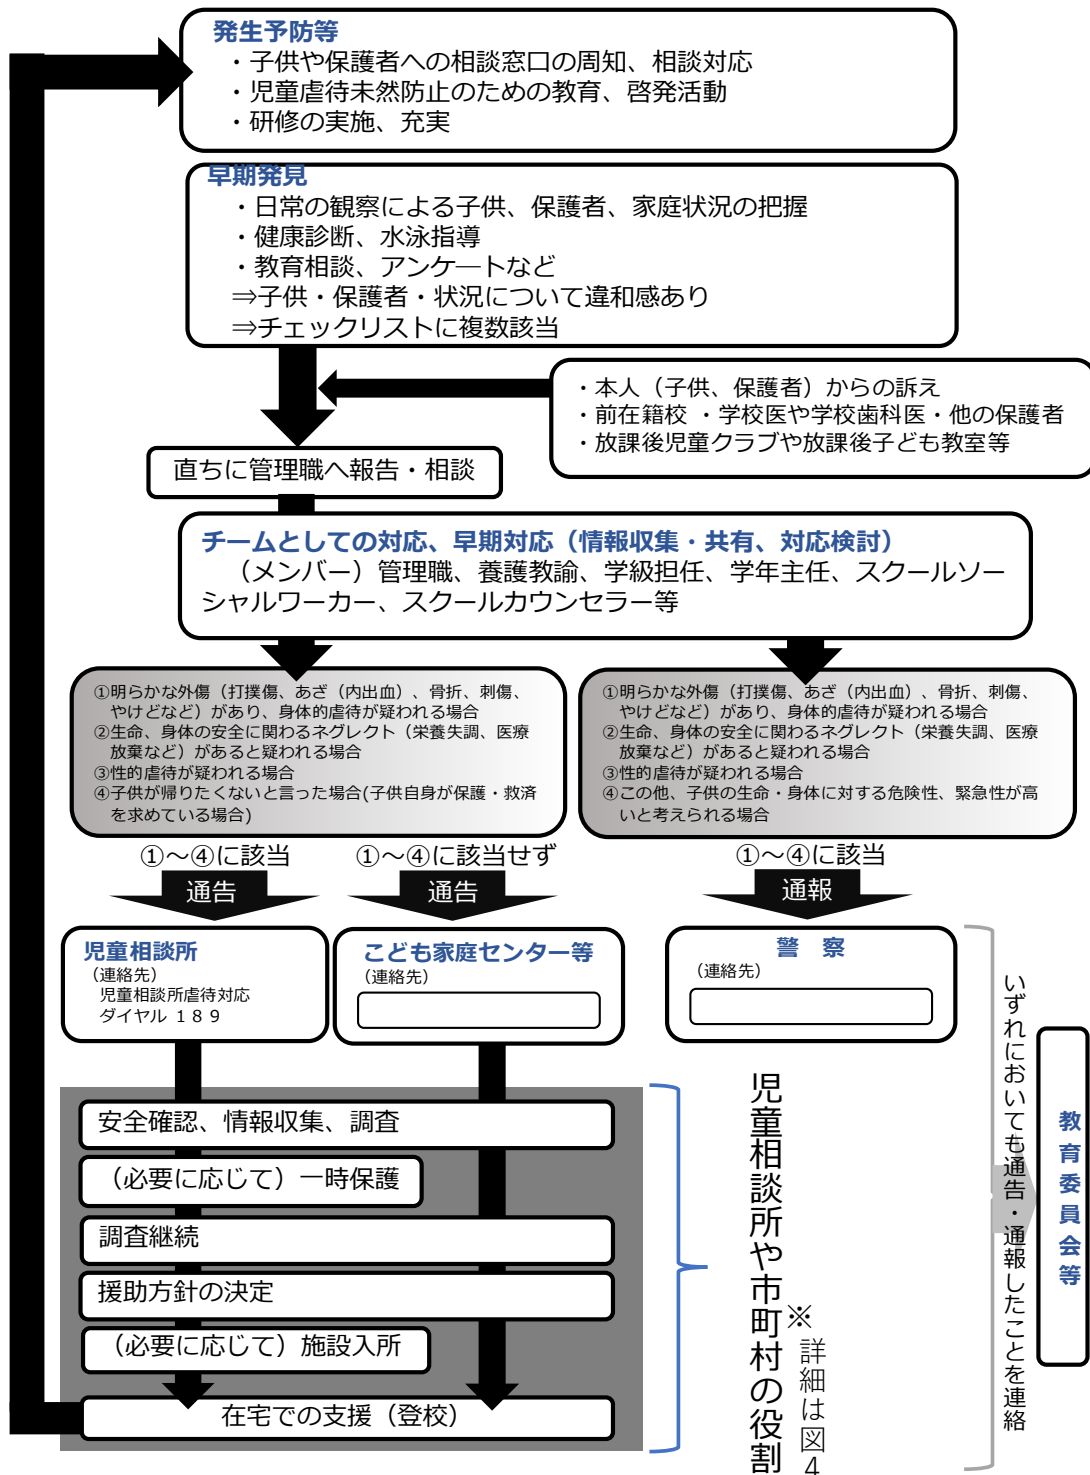 発生予防等
・子供や保護者への相談窓口の周知、相談対応
・児童虐待未然防止のための教育、啓発活動
・研修の実施、充実
早期発見
・日常の観察による子供、保護者、家庭状況の把握
・健康診断、水泳指導
・教育相談、アンケ―トなど
⇒子供・保護者・状況について違和感あり
⇒チェックリストに複数該当
・本人（子供、保護者）からの訴え
・前在籍校 ・学校医や学校歯科医・他の保護者
・放課後児童クラブや放課後子ども教室等
直ちに管理職へ報告・相談
チームとしての対応、早期対応（情報収集・共有、対応検討）
（メンバー）管理職、養護教諭、学級担任、学年主任、スクールソー
シャルワーカー、スクールカウンセラー等
①明らかな外傷（打撲傷、あざ（内出血）、骨折、刺傷、
やけどなど）があり、身体的虐待が疑われる場合
②生命、身体の安全に関わるネグレクト（栄養失調、医療
放棄など）があると疑われる場合
③性的虐待が疑われる場合
④子供が帰りたくないと言った場合(子供自身が保護・救済
を求めている場合)
①明らかな外傷（打撲傷、あざ（内出血）、骨折、刺傷、
やけどなど）があり、身体的虐待が疑われる場合
②生命、身体の安全に関わるネグレクト（栄養失調、医療
放棄など）があると疑われる場合
③性的虐待が疑われる場合
④この他、子供の生命・身体に対する危険性、緊急性が高
いと考えられる場合
①～④に該当
①～④に該当せず
①～④に該当
通告
通告
通報
児童相談所
（連絡先）
児童相談所虐待対応
ダイヤル １８９
こども家庭センター等
（連絡先）
警 察
（連絡先）
安全確認、情報収集、調査
（必要に応じて）一時保護
調査継続
援助方針の決定
（必要に応じて）施設入所
在宅での支援（登校）
児童相談所や市町村の役割
※詳細は図４
いずれにおいても通告・通報したことを連絡
教育委員会等